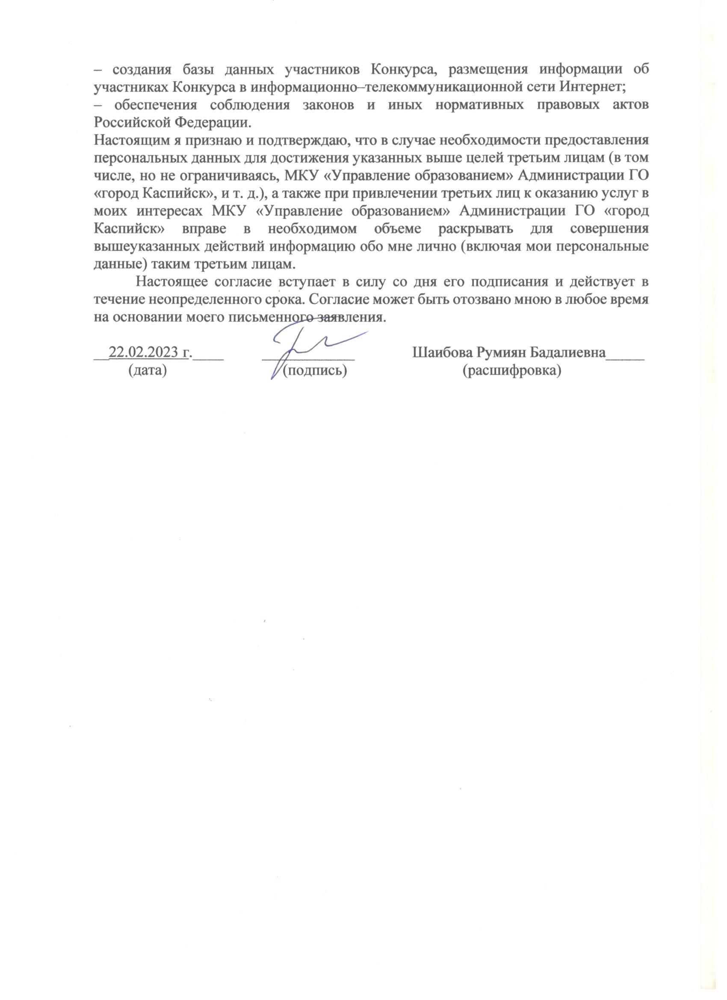 – создания базы данных участников Конкурса, размещения информации об
участниках Конкурса в информационно–телекоммуникационной сети Интернет;
– обеспечения соблюдения законов и иных нормативных правовых актов
Российской Федерации.
Настоящим я признаю и подтверждаю, что в случае необходимости предоставления
персональных данных для достижения указанных выше целей третьим лицам (в том
числе, но не ограничиваясь, МКУ «Управление образованием» Администрации ГО
«город Каспийск», и т. д.), а также при привлечении третьих лиц к оказанию услуг в
моих интересах МКУ «Управление образованием» Администрации ГО «город
Каспийск» вправе в необходимом объеме раскрывать для совершения
вышеуказанных действий информацию обо мне лично (включая мои персональные
данные) таким третьим лицам.
Настоящее согласие вступает в силу со дня его подписания и действует в
течение неопределенного срока. Согласие может быть отозвано мною в любое время
на основании моего письменного заявления.
__22.02.2023 г.____ ____________ Шаибова Румиян Бадалиевна_____
(дата) (подпись) (расшифровка)